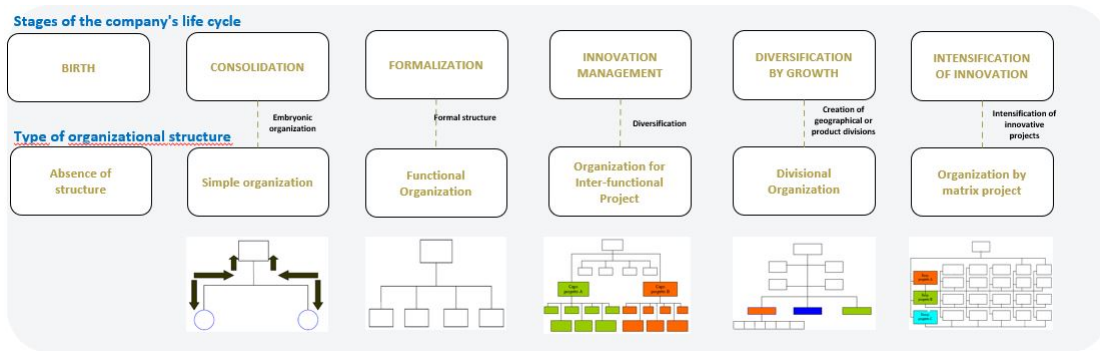 Stages of the company's life cycle
BIRTH
CONSOLIDATION
FORMALIZATION
INNOVATION
MANAGEMENT
DIVERSIFICATION
BY GROWTH
INTENSIFICATION
OF INNOVATION
Embryonic
organization
Formal structure
Diversification
Creation of
geographical or
product divisions
Intensification of
innovative
projects
Type of organizational structure
Absence of
structure
Simple organization
Functional
Organization
Organization for
Inter-functional
Project
Divisional
Organization
Organization by
matrix project